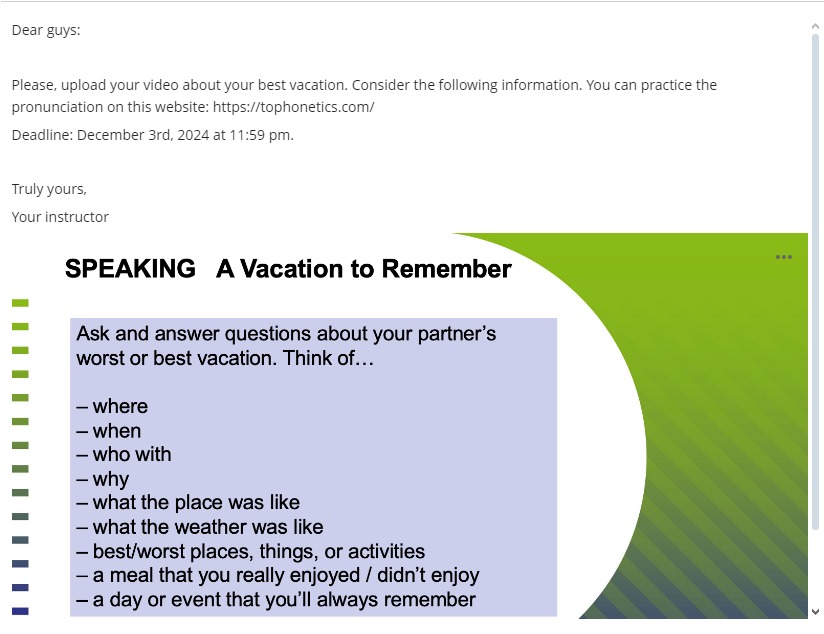 Dear guys:
Please, upload your video about your best vacation. Consider the following information. You can practice the
pronunciation on this website: https://tophonetics.com/
Deadline: December 3rd, 2024 at 11:59 pm.
Truly yours,
Your instructor
SPEAKING A Vacation to Remember
Ask and answer questions about your partner's
worst or best vacation. Think of…
– where
– when
– who with
– why
– what the place was like
– what the weather was like
– best/worst places, things, or activities
– a meal that you really enjoyed / didn't enjoy
– a day or event that you'll always remember